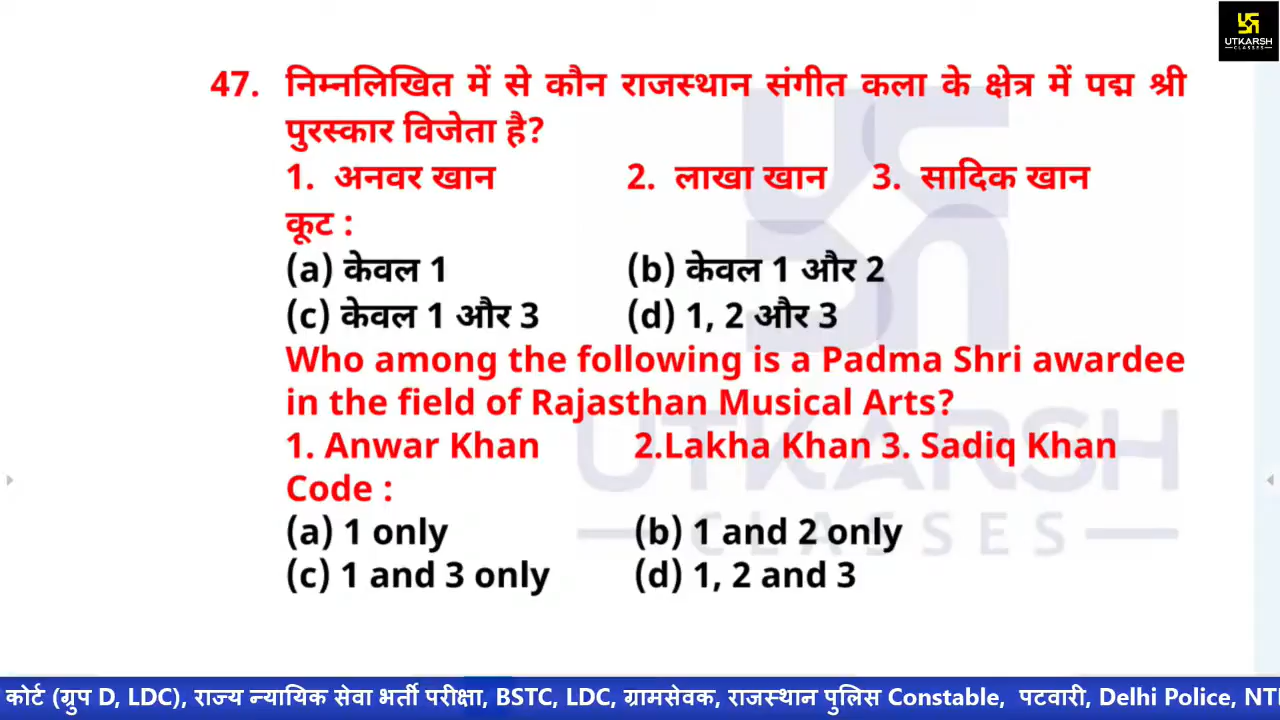 UTKARSH
CLASSES
47. निम्नलिखित में से कौन राजस्थान संगीत कला के क्षेत्र में पद्म श्री
पुरस्कार विजेता है?
1. अनवर खान 2. लाखा खान 3. सादिक खान
कूट :
(a) केवल 1 (b) केवल 1 और 2
(c) केवल 1 और 3 (d) 1, 2 और 3
Who among the following is a Padma Shri awardee
in the field of Rajasthan Musical Arts?
1. Anwar Khan 2.Lakha Khan 3. Sadiq Khan
Code :
(a) 1 only (b) 1 and 2 only
(c) 1 and 3 only (d) 1, 2 and 3
UTKARSH
CLASSES
कोर्ट (ग्रुप D, LDC), राज्य न्यायिक सेवा भर्ती परीक्षा, BSTC, LDC, ग्रामसेवक, राजस्थान पुलिस Constable, पटवारी, Delhi Police,